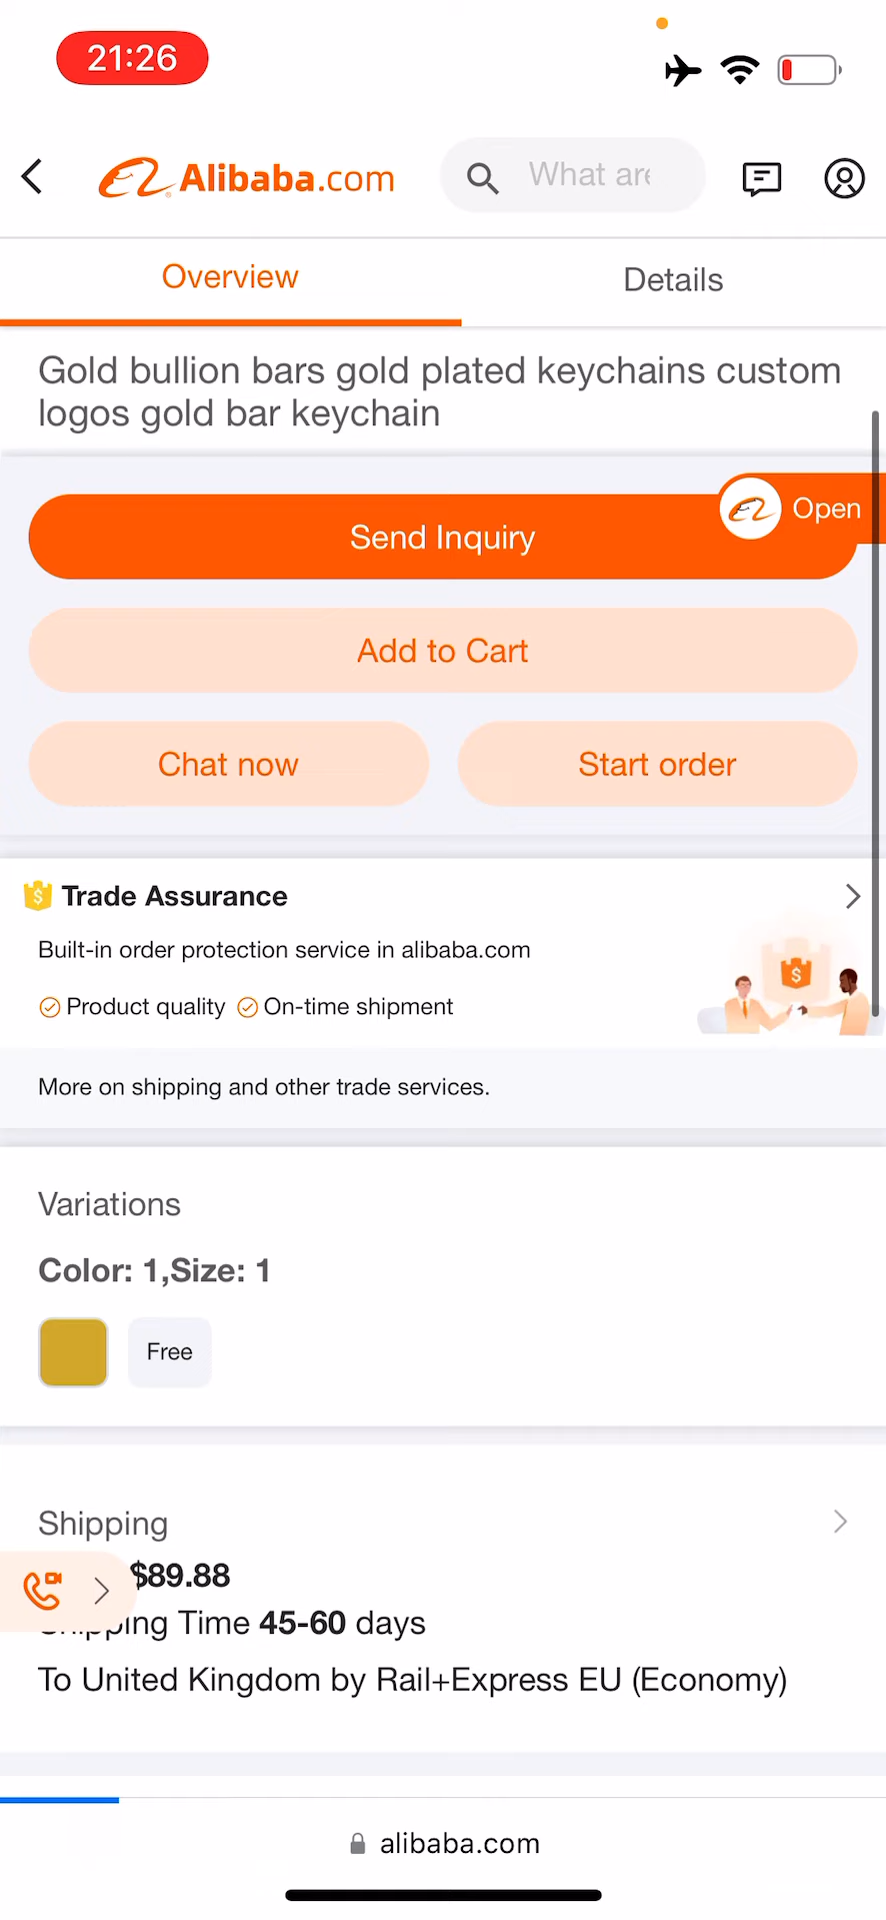 21:26
Alibaba.com
What are
Overview
Details
Gold bullion bars gold plated keychains custom
logos gold bar keychain
Open
Send Inquiry
Add to Cart
Chat now
Start order
Trade Assurance
Built-in order protection service in alibaba.com
Product quality
On-time shipment
More on shipping and other trade services.
Variations
Color: 1,Size: 1
Free
Shipping
$89.88
Shipping Time 45-60 days
To United Kingdom by Rail+Express EU (Economy)
alibaba.com